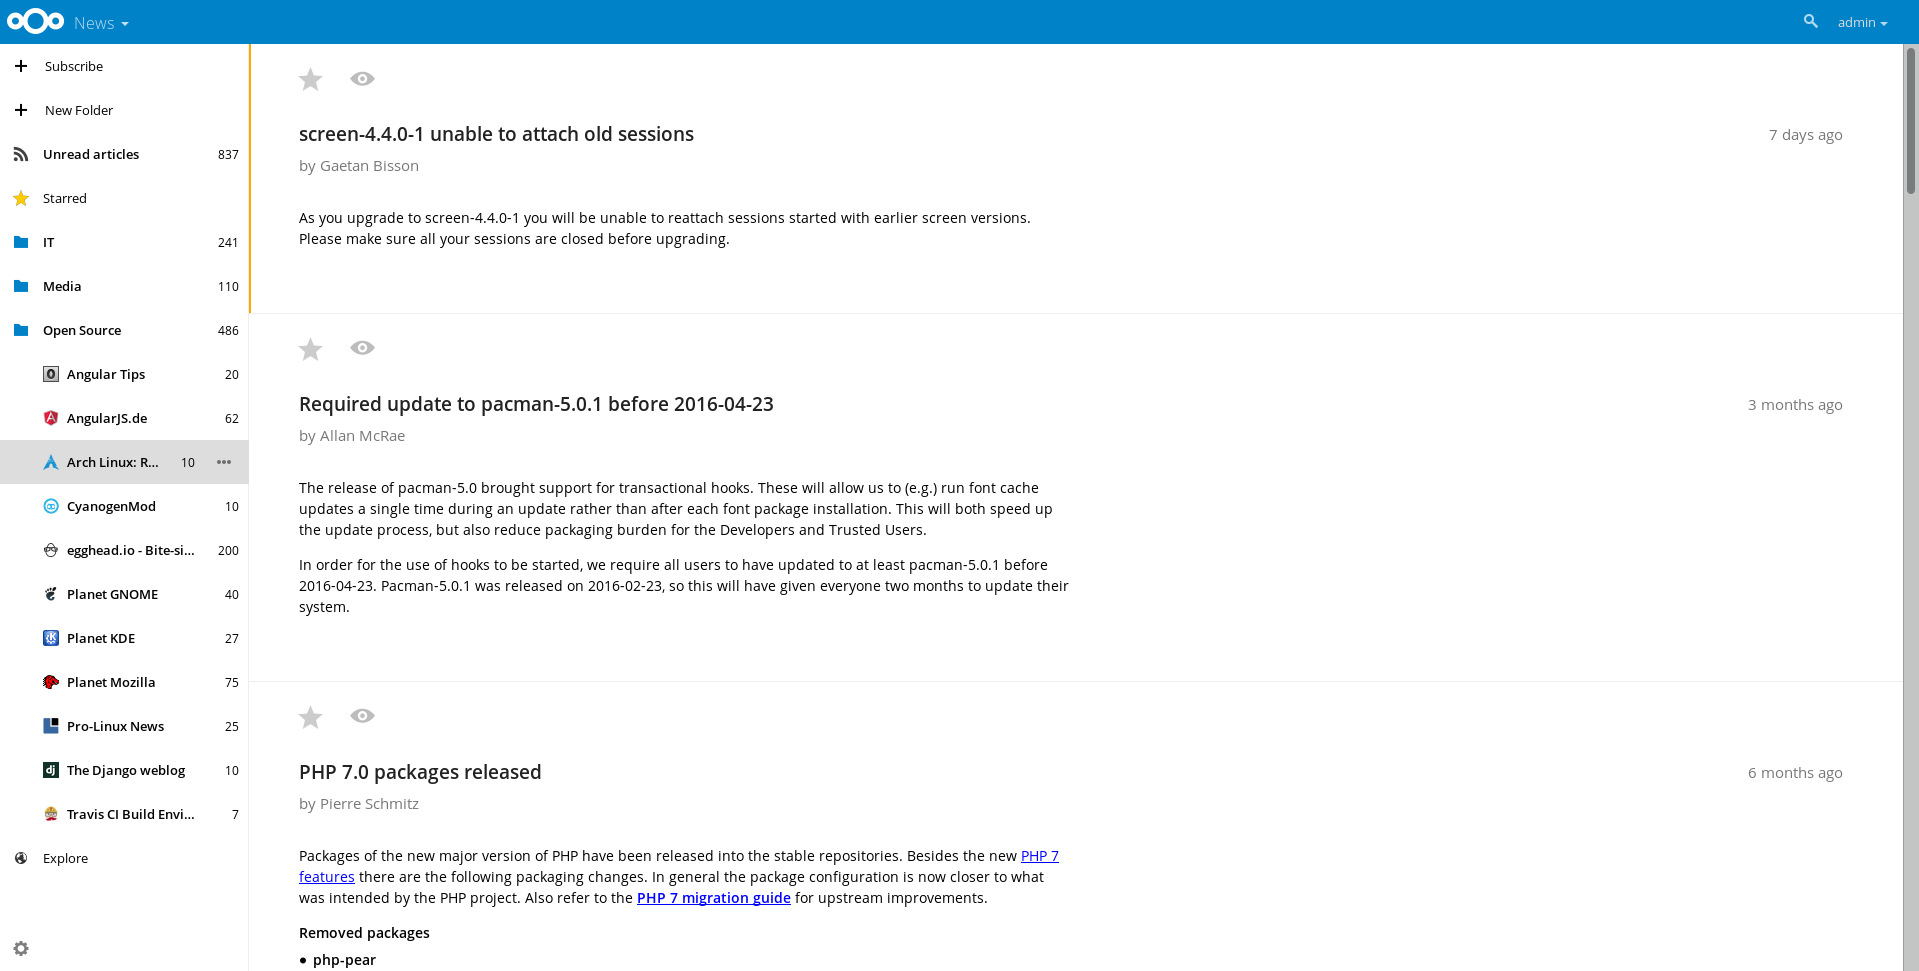 News
admin
Subscribe
New Folder
Unread articles 837
Starred
IT 241
Media 110
Open Source 486
Angular Tips 20
AngularJS.de 62
Arch Linux: R... 10
CyanogenMod 10
egghead.io - Bite-si... 200
Planet GNOME 40
Planet KDE 27
Planet Mozilla 75
Pro-Linux News 25
The Django weblog 10
Travis CI Build Envi... 7
Explore
screen-4.4.0-1 unable to attach old sessions
7 days ago
by Gaetan Bisson
As you upgrade to screen-4.4.0-1 you will be unable to reattach sessions started with earlier screen versions.
Please make sure all your sessions are closed before upgrading.
Required update to pacman-5.0.1 before 2016-04-23
3 months ago
by Allan McRae
The release of pacman-5.0 brought support for transactional hooks. These will allow us to (e.g.) run font cache
updates a single time during an update rather than after each font package installation. This will both speed up
the update process, but also reduce packaging burden for the Developers and Trusted Users.
In order for the use of hooks to be started, we require all users to have updated to at least pacman-5.0.1 before
2016-04-23. Pacman-5.0.1 was released on 2016-02-23, so this will have given everyone two months to update their
system.
PHP 7.0 packages released
6 months ago
by Pierre Schmitz
Packages of the new major version of PHP have been released into the stable repositories. Besides the new PHP 7
features there are the following packaging changes. In general the package configuration is now closer to what
was intended by the PHP project. Also refer to the PHP 7 migration guide for upstream improvements.
Removed packages
• php-pear